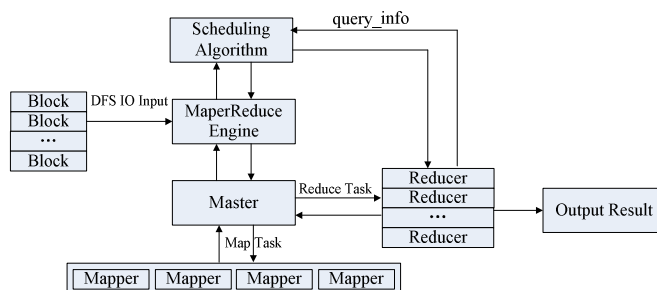 Scheduling
Algorithm
query_info
Block
Block
...
Block
DFS IO Input
MaperReduce
Engine
Master
Reduce Task
Reducer
Reducer
...
Reducer
Output Result
Map Task
Mapper Mapper Mapper Mapper